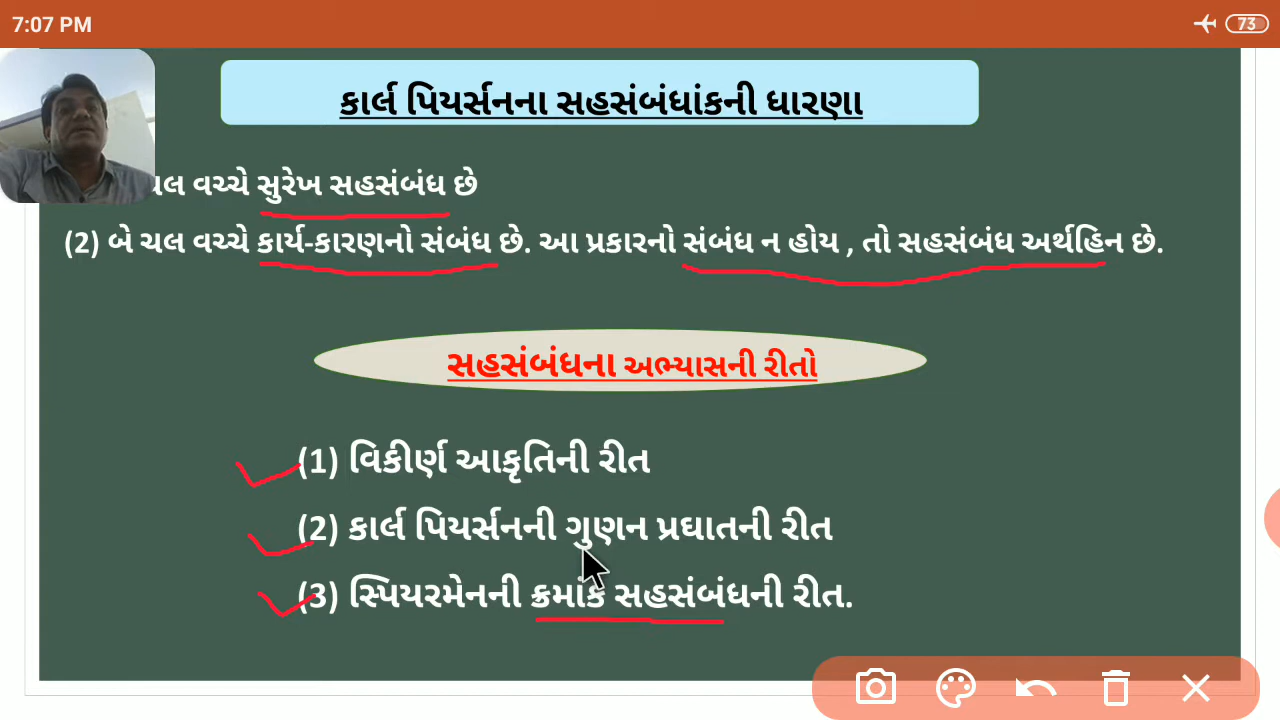 7:07 PM
73
કાર્લ પિયર્સનના સહસંબંધાંકની ધારણા
વચ્ચે સુરેખ સહસંબંધ છે
(2) બે ચલ વચ્ચે કાર્ય-કારણનો સંબંધ છે. આ પ્રકારનો સંબંધ ન હોય , તો સહસંબંધ અર્થહિન છે.
સહસંબંધના અભ્યાસની રીતો
(1) વિકીર્ણ આકૃતિની રીત
(2) કાર્લ પિયર્સનની ગુણન પ્રઘાતની રીત
(3) સ્પિયરમેનની ક્રમાંક સહસંબંધની રીત.